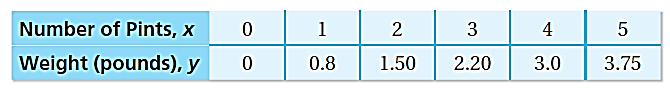 Number of Pints, x 0 1 2 3 4 5
Weight (pounds), y 0 0.8 1.50 2.20 3.0 3.75